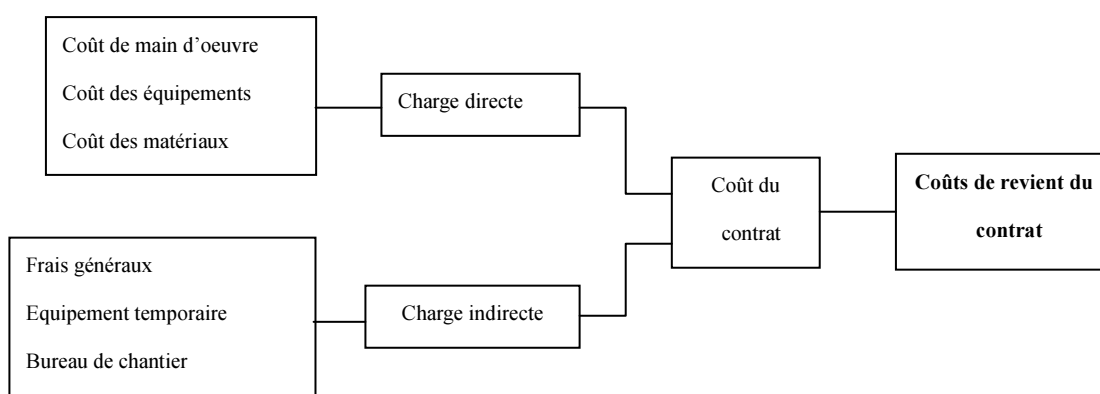 Coût de main d’oeuvre
Coût des équipements
Coût des matériaux
Charge directe
Coût du
contrat
Coûts de revient du
contrat
Frais généraux
Equipement temporaire
Bureau de chantier
Charge indirecte